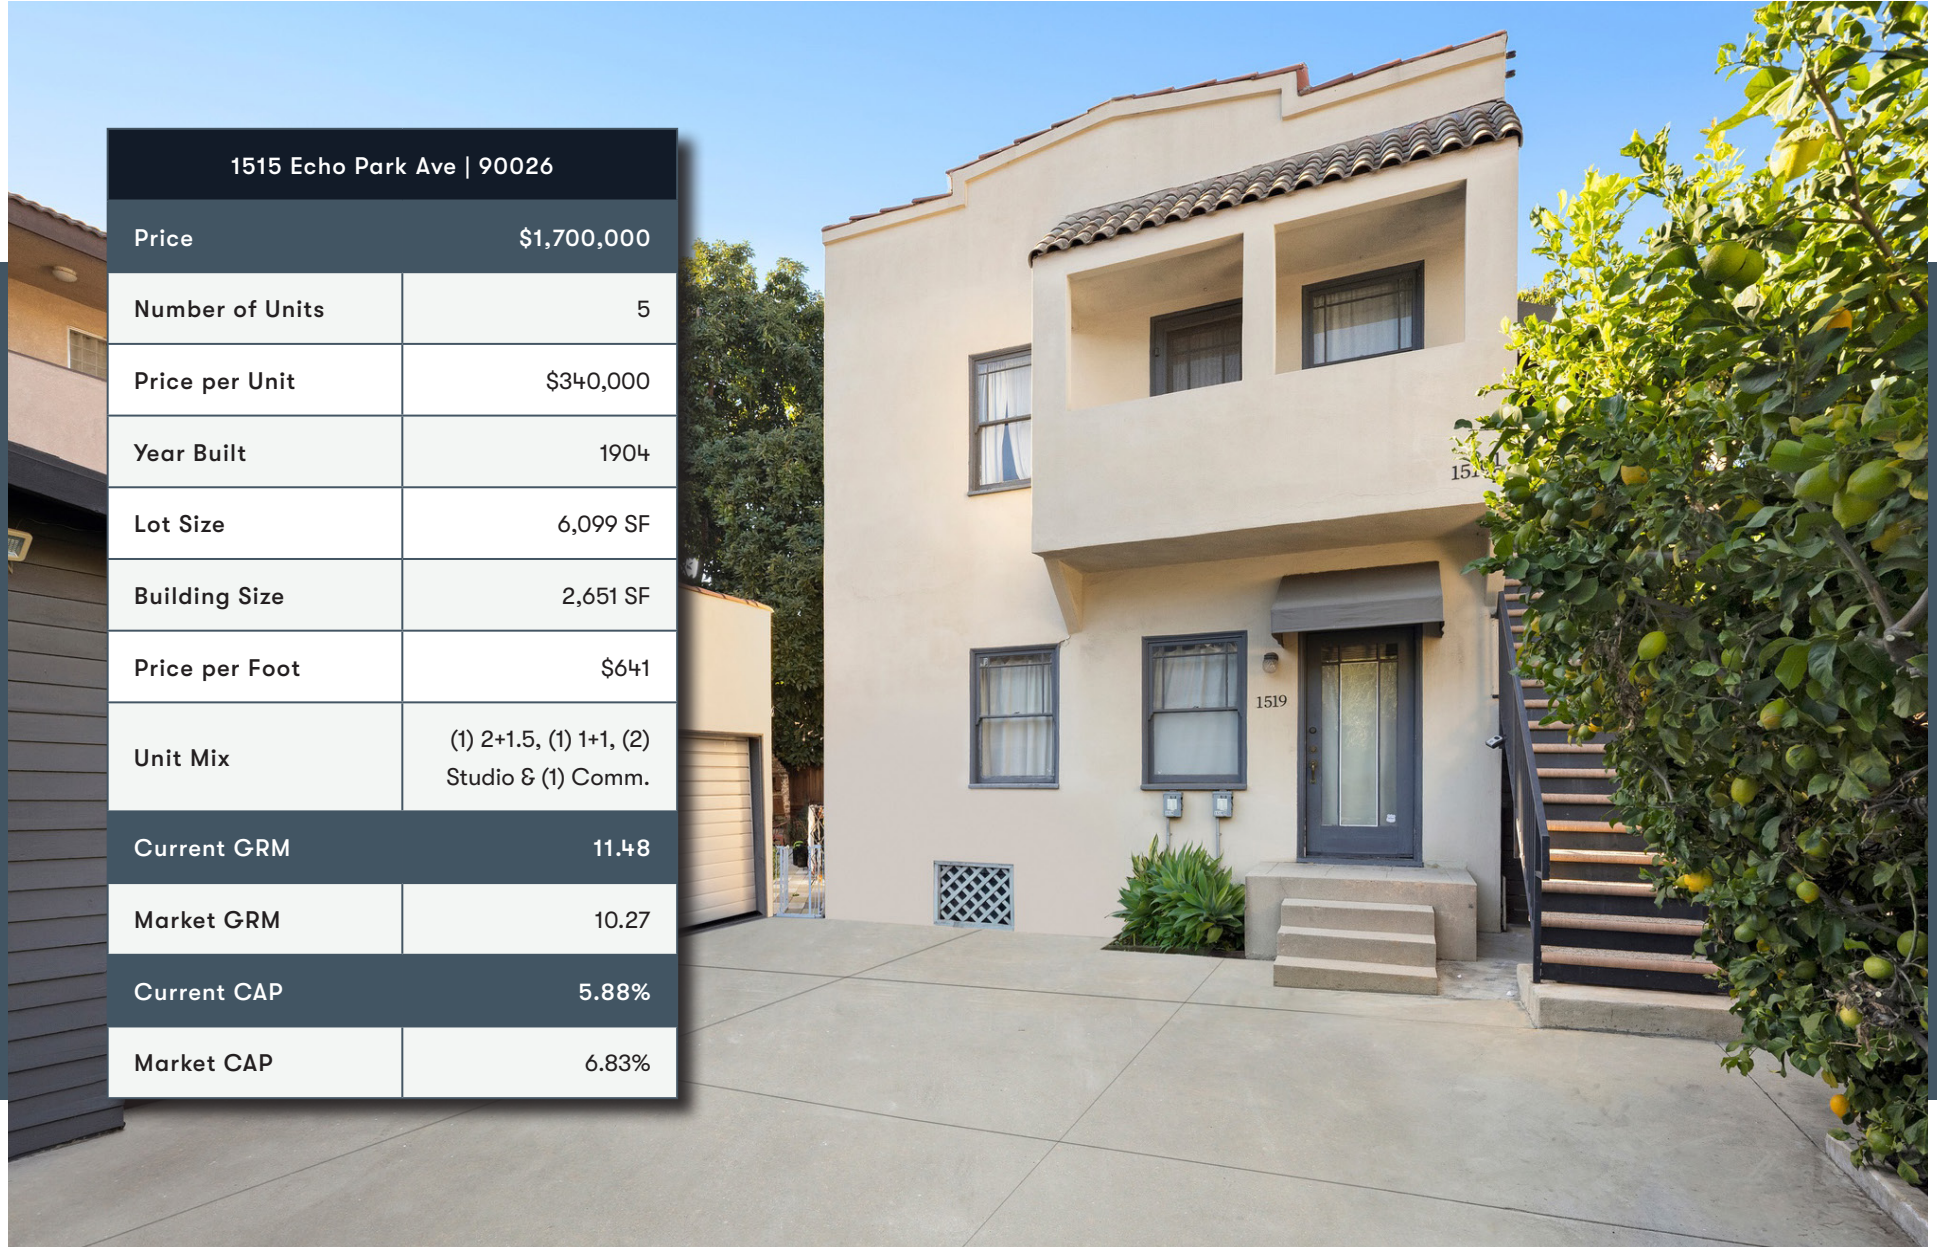 1515 Echo Park Ave | 90026
Price $1,700,000
Number of Units 5
Price per Unit $340,000
Year Built 1904
Lot Size 6,099 SF
Building Size 2,651 SF
Price per Foot $641
Unit Mix (1) 2+1.5, (1) 1+1, (2)
Studio & (1) Comm.
Current GRM 11.48
Market GRM 10.27
Current CAP 5.88%
Market CAP 6.83%
1519